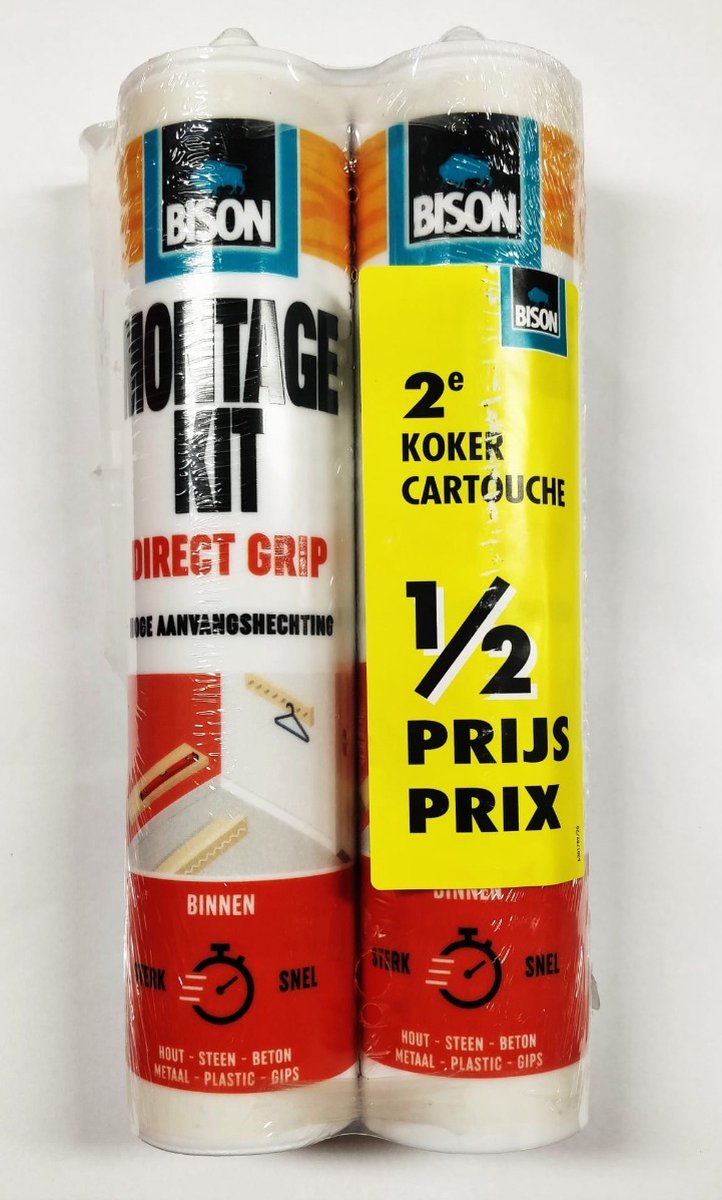 BISON
MONTAGE
KIT
DIRECT GRIP
HOGE AANVANGSHECHTING
BINNEN
STERK SNEL
HOUT - STEEN - BETON
METAAL - PLASTIC - GIPS
BISON
BISON
2e
KOKER
CARTOUCHE
1/2
PRIJS
PRIX
BINNEN
STERK SNEL
HOUT - STEEN - BETON
METAAL - PLASTIC - GIPS